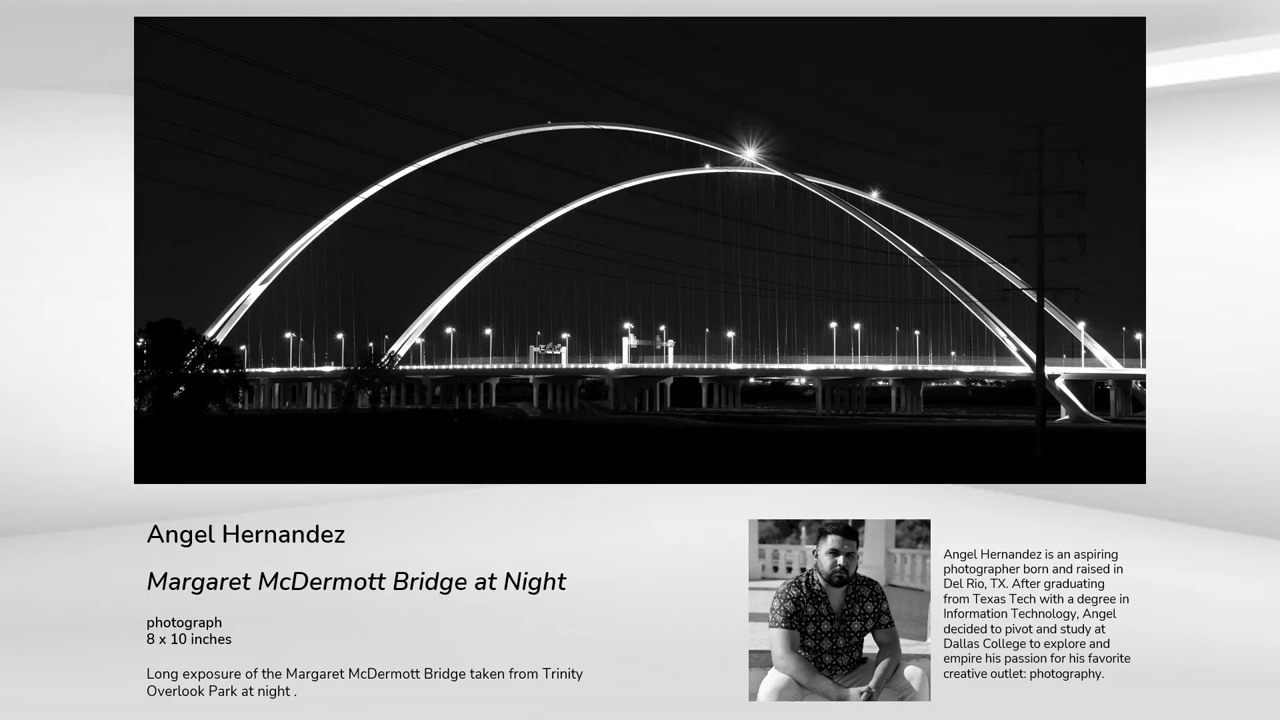 Angel Hernandez
Margaret McDermott Bridge at Night
photograph
8 x 10 inches
Long exposure of the Margaret McDermott Bridge taken from Trinity
Overlook Park at night .
Angel Hernandez is an aspiring
photographer born and raised in
Del Rio, TX. After graduating
from Texas Tech with a degree in
Information Technology, Angel
decided to pivot and study at
Dallas College to explore and
empire his passion for his favorite
creative outlet: photography.